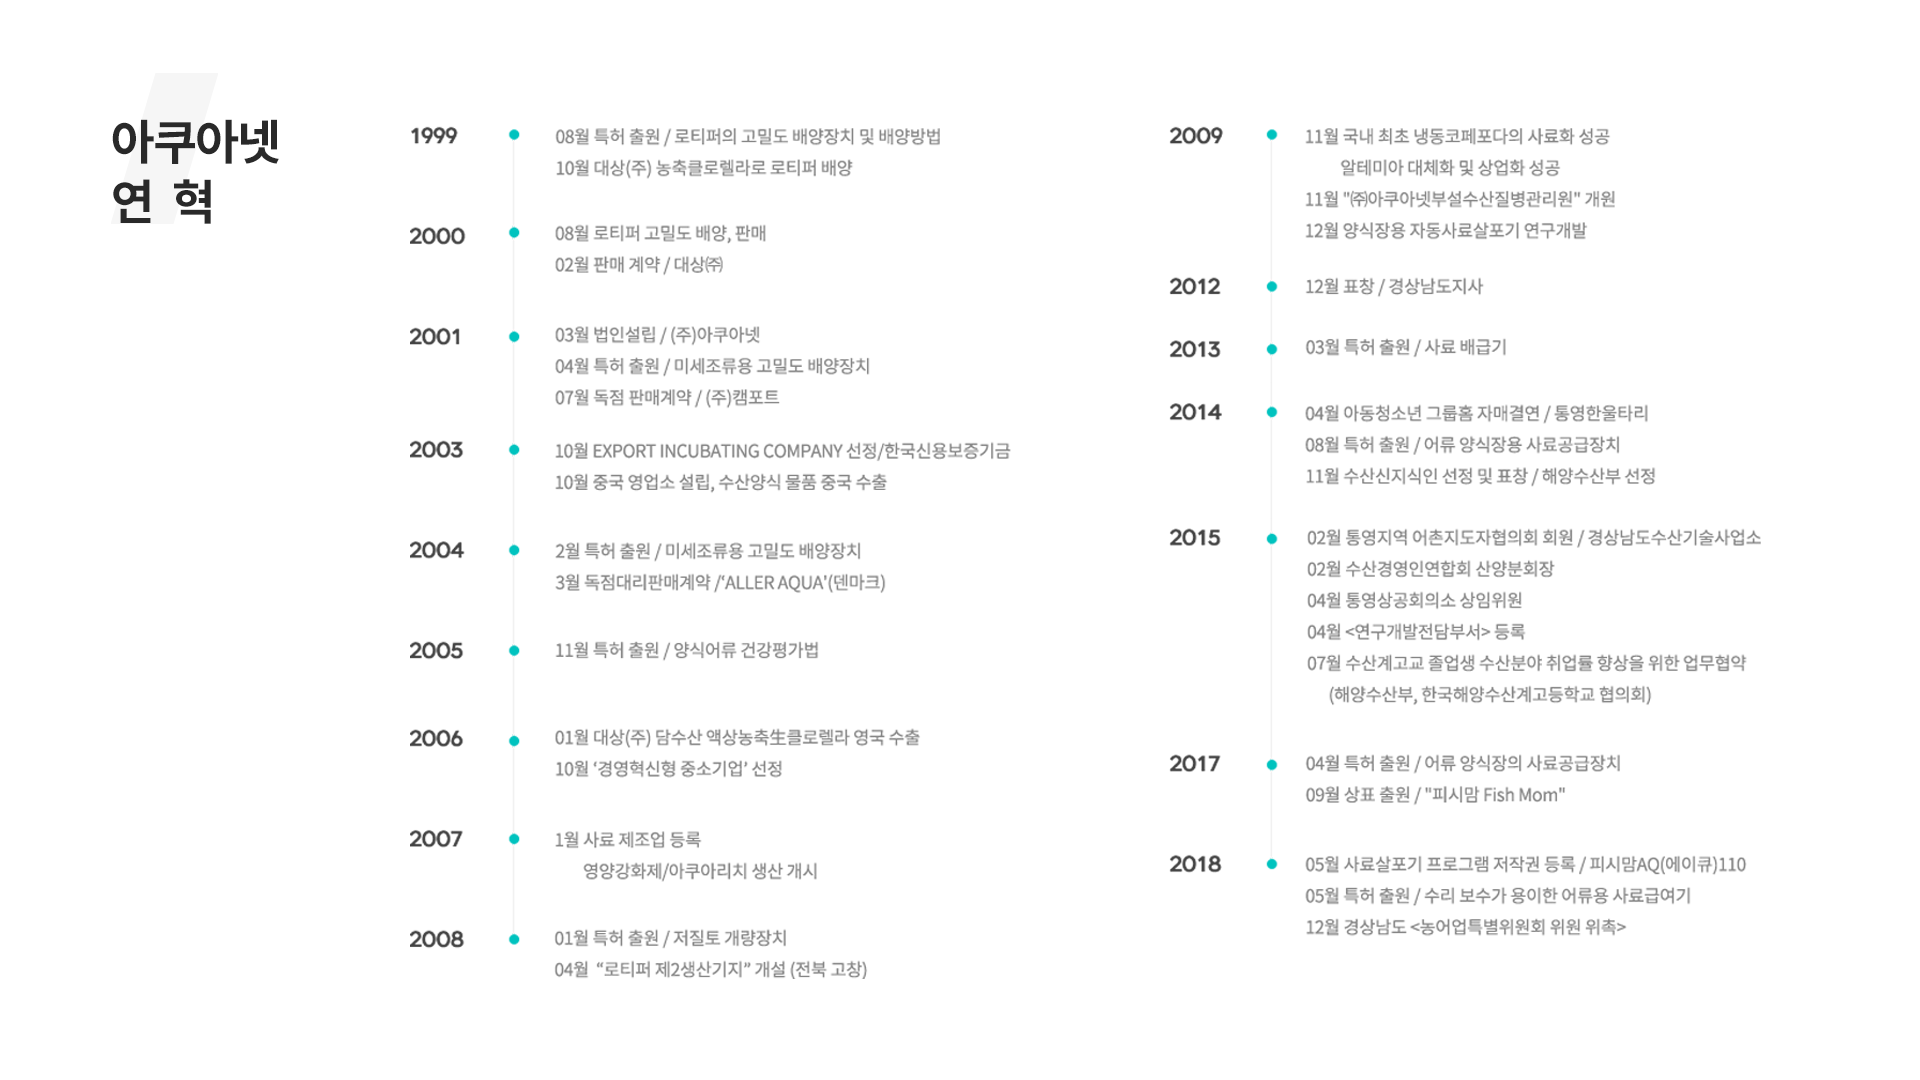 아쿠아넷
연 혁
1999
08월 특허 출원 / 로티퍼의 고밀도 배양장치 및 배양방법
10월 대상(주) 농축클로렐라로 로티퍼 배양
2000
08월 로티퍼 고밀도 배양, 판매
02월 판매 계약 / 대상㈜
2001
03월 법인설립 / (주)아쿠아넷
04월 특허 출원 / 미세조류용 고밀도 배양장치
07월 독점 판매계약 / (주)캠포트
2003
10월 EXPORT INCUBATING COMPANY 선정/한국신용보증기금
10월 중국 영업소 설립, 수산양식 물품 중국 수출
2004
2월 특허 출원 / 미세조류용 고밀도 배양장치
3월 독점대리판매계약 /‘ALLER AQUA'(덴마크)
2005
11월 특허 출원 / 양식어류 건강평가법
2006
01월 대상(주) 담수산 액상농축生클로렐라 영국 수출
10월 ‘경영혁신형 중소기업’ 선정
2007
1월 사료 제조업 등록
영양강화제/아쿠아리치 생산 개시
2008
01월 특허 출원 / 저질토 개량장치
04월 “로티퍼 제2생산기지” 개설 (전북 고창)
2009
11월 국내 최초 냉동코페포다의 사료화 성공
알테미아 대체화 및 상업화 성공
11월 "㈜아쿠아넷부설수산질병관리원" 개원
12월 양식장용 자동사료살포기 연구개발
2012
12월 표창 / 경상남도지사
2013
03월 특허 출원 / 사료 배급기
2014
04월 아동청소년 그룹홈 자매결연 / 통영한울타리
08월 특허 출원 / 어류 양식장용 사료공급장치
11월 수산신지식인 선정 및 표창 / 해양수산부 선정
2015
02월 통영지역 어촌지도자협의회 회원 / 경상남도수산기술사업소
02월 수산경영인연합회 산양분회장
04월 통영상공회의소 상임위원
04월 <연구개발전담부서> 등록
07월 수산계고교 졸업생 수산분야 취업률 향상을 위한 업무협약
(해양수산부, 한국해양수산계고등학교 협의회)
2017
04월 특허 출원 / 어류 양식장의 사료공급장치
09월 상표 출원 / "피시맘 Fish Mom"
2018
05월 사료살포기 프로그램 저작권 등록 / 피시맘AQ(에이큐)110
05월 특허 출원 / 수리 보수가 용이한 어류용 사료급여기
12월 경상남도 <농어업특별위원회 위원 위촉>